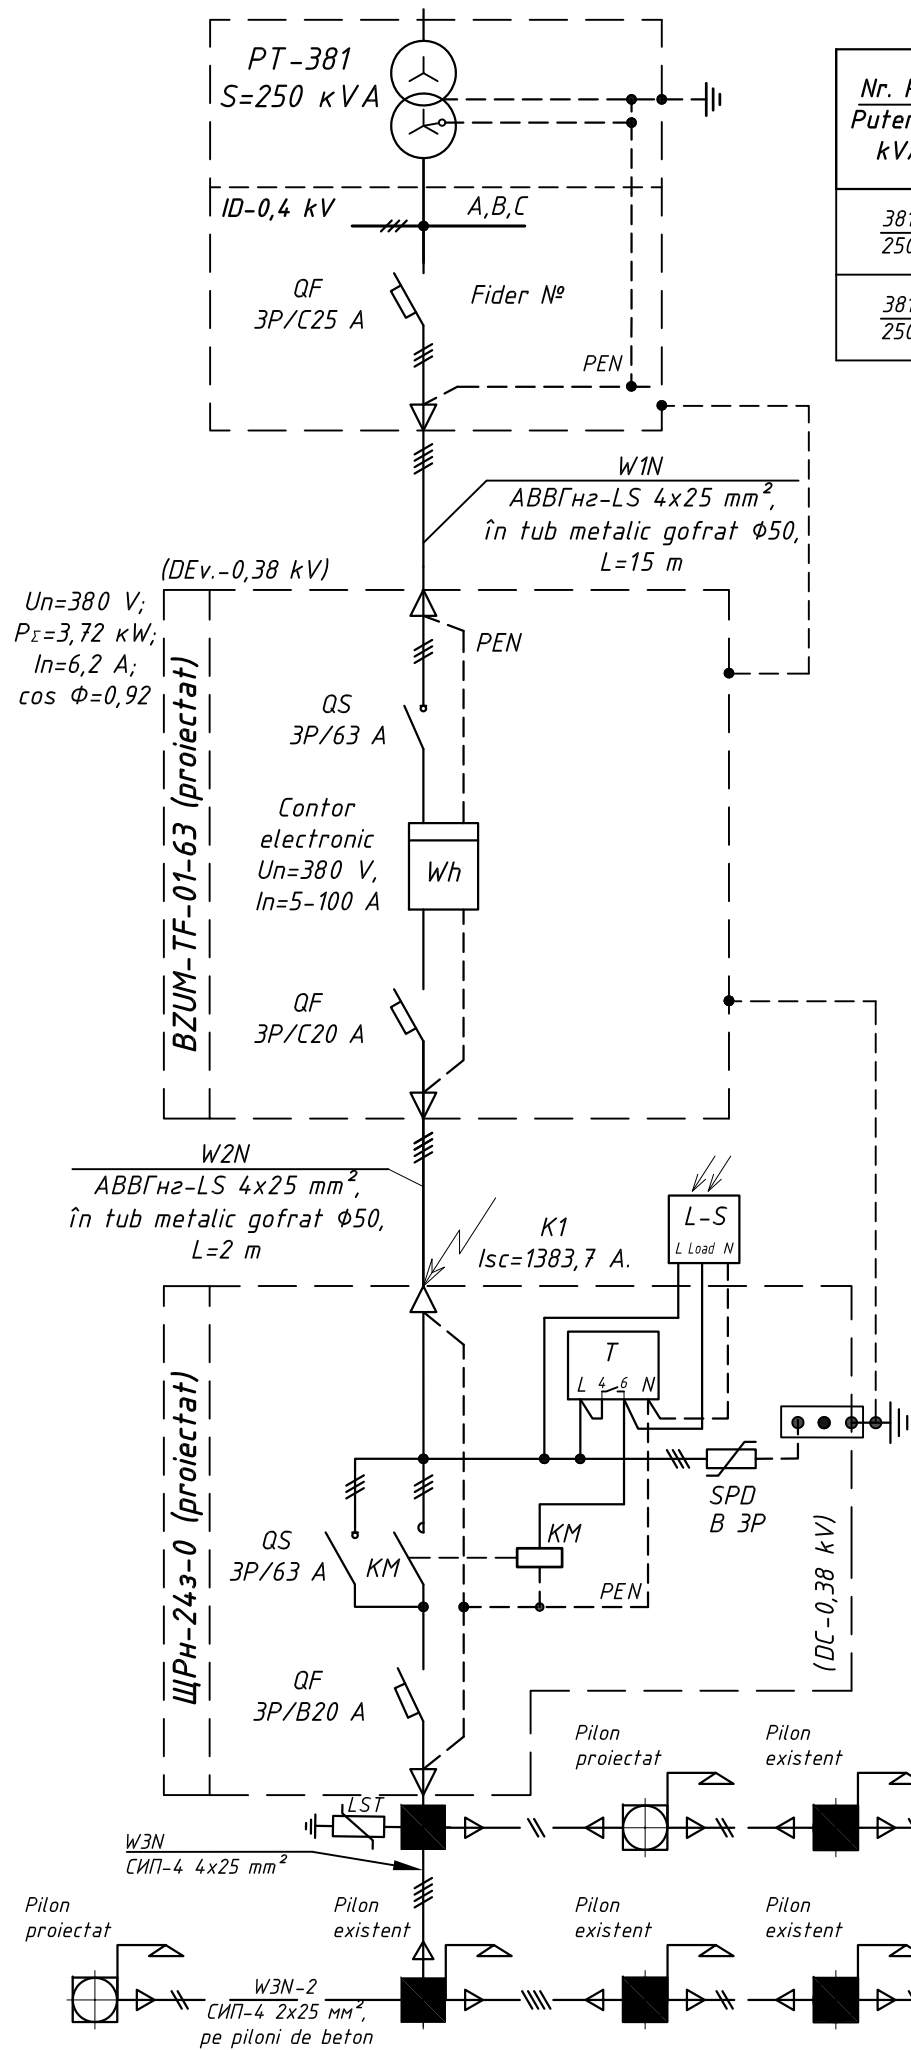 PT-381
S=250 кVA
Nr. P
Puter
kVA
381
250
381
250
ID-0,4 kV
A,B,C
QF
3P/C25 A
Fider №
PEN
W1N
АВВГнг-LS 4x25 mm²,
în tub metalic gofrat Φ50,
L=15 m
(DEv.-0,38 kV)
Un=380 V;
PΣ=3,72 кW;
In=6,2 A;
cos Φ=0,92
BZUM-TF-01-63 (proiectat)
PEN
QS
3P/63 A
Contor
electronic
Un=380 V,
In=5-100 A
Wh
QF
3P/C20 A
W2N
АВВГнг-LS 4x25 mm²,
în tub metalic gofrat Φ50,
L=2 m
K1
Isc=1383,7 A.
L-S
L Load N
T
L 4 6 N
ЩРн-24з-0 (proiectat)
SPD
B 3P
QS
3P/63 A
KM
KM
PEN
(DC-0,38 kV)
QF
3P/B20 A
Pilon
proiectat
Pilon
existent
LST
W3N
СИП-4 4x25 mm²
Pilon
proiectat
Pilon
existent
Pilon
existent
Pilon
existent
W3N-2
СИП-4 2x25 мм²,
pe piloni de beton